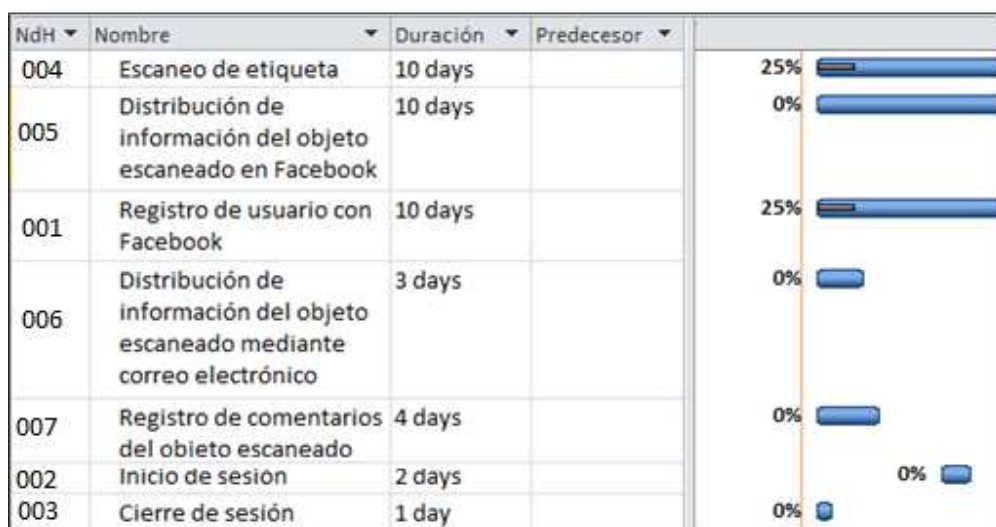 NdH Nombre Duración Predecesor
004 Escaneo de etiqueta 10 days 25%
005 Distribución de información del objeto escaneado en Facebook 10 days 0%
001 Registro de usuario con Facebook 10 days 25%
006 Distribución de información del objeto escaneado mediante correo electrónico 3 days 0%
007 Registro de comentarios del obieto escaneado 4 days 0%
002 Inicio de sesión 2 days 0%
003 Cierre de sesión 1 day 0%